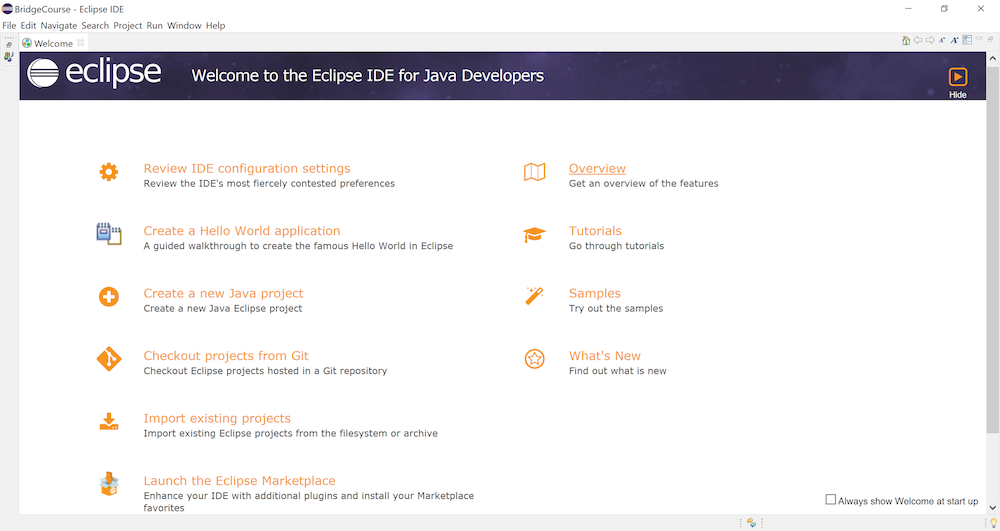 BridgeCourse - Eclipse IDE
File Edit Navigate Search Project Run Window Help
Welcome
eclipse
Welcome to the Eclipse IDE for Java Developers
Hide
Review IDE configuration settings
Review the IDE's most fiercely contested preferences
Create a Hello World application
A guided walkthrough to create the famous Hello World in Eclipse
Create a new Java project
Create a new Java Eclipse project
Checkout projects from Git
Checkout Eclipse projects hosted in a Git repository
Import existing projects
Import existing Eclipse projects from the filesystem or archive
Launch the Eclipse Marketplace
Enhance your IDE with additional plugins and install your Marketplace
favorites
Overview
Get an overview of the features
Tutorials
Go through tutorials
Samples
Try out the samples
What's New
Find out what is new
Always show Welcome at start up